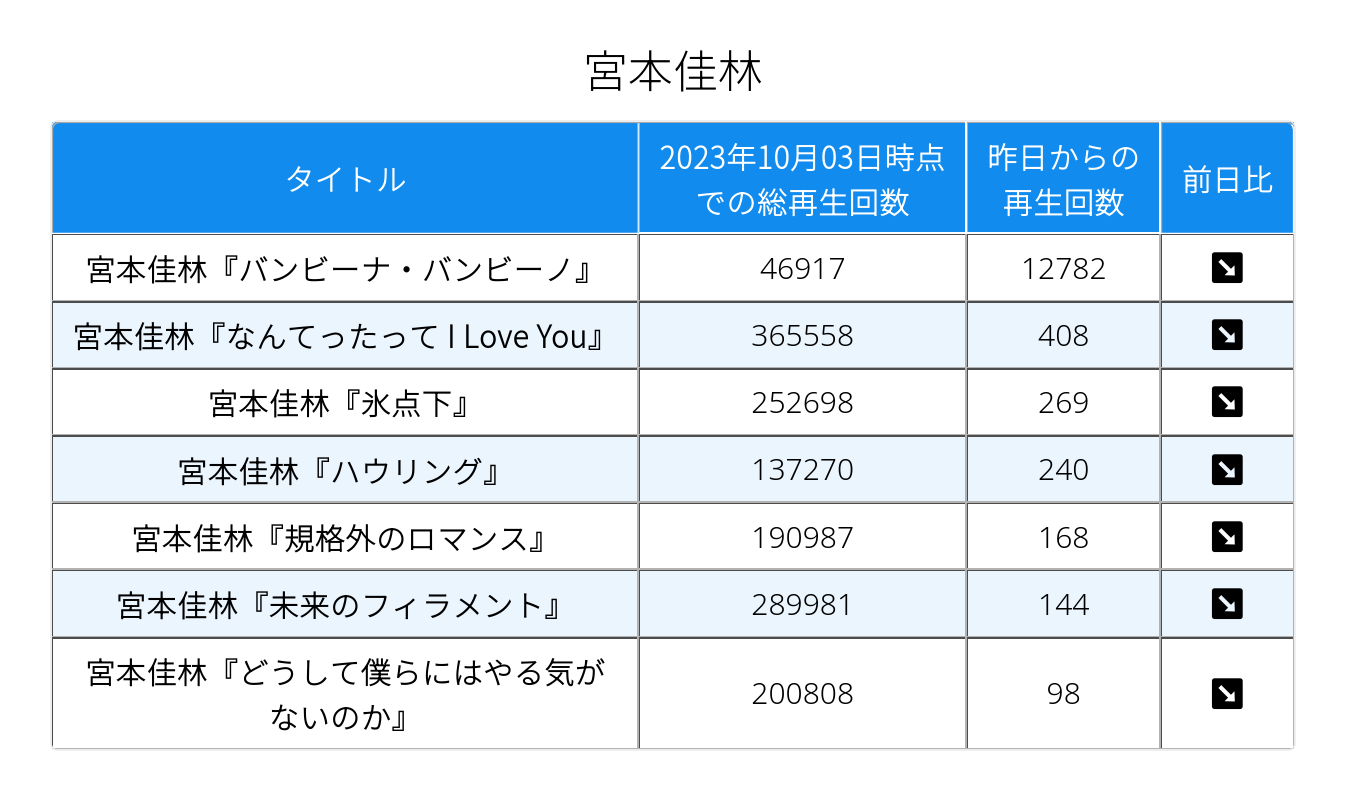 宮本佳林
タイトル
2023年10月03日時点
での総再生回数
昨日からの
再生回数
前日比
宮本佳林『バンビーナ・バンビーノ』 46917 12782 ↘
宮本佳林『なんてったって I Love You』 365558 408 ↘
宮本佳林『氷点下』 252698 269 ↘
宮本佳林『ハウリング』 137270 240 ↘
宮本佳林『規格外のロマンス』 190987 168 ↘
宮本佳林『未来のフィラメント』 289981 144 ↘
宮本佳林『どうして僕らにはやる気が
ないのか』 200808 98 ↘